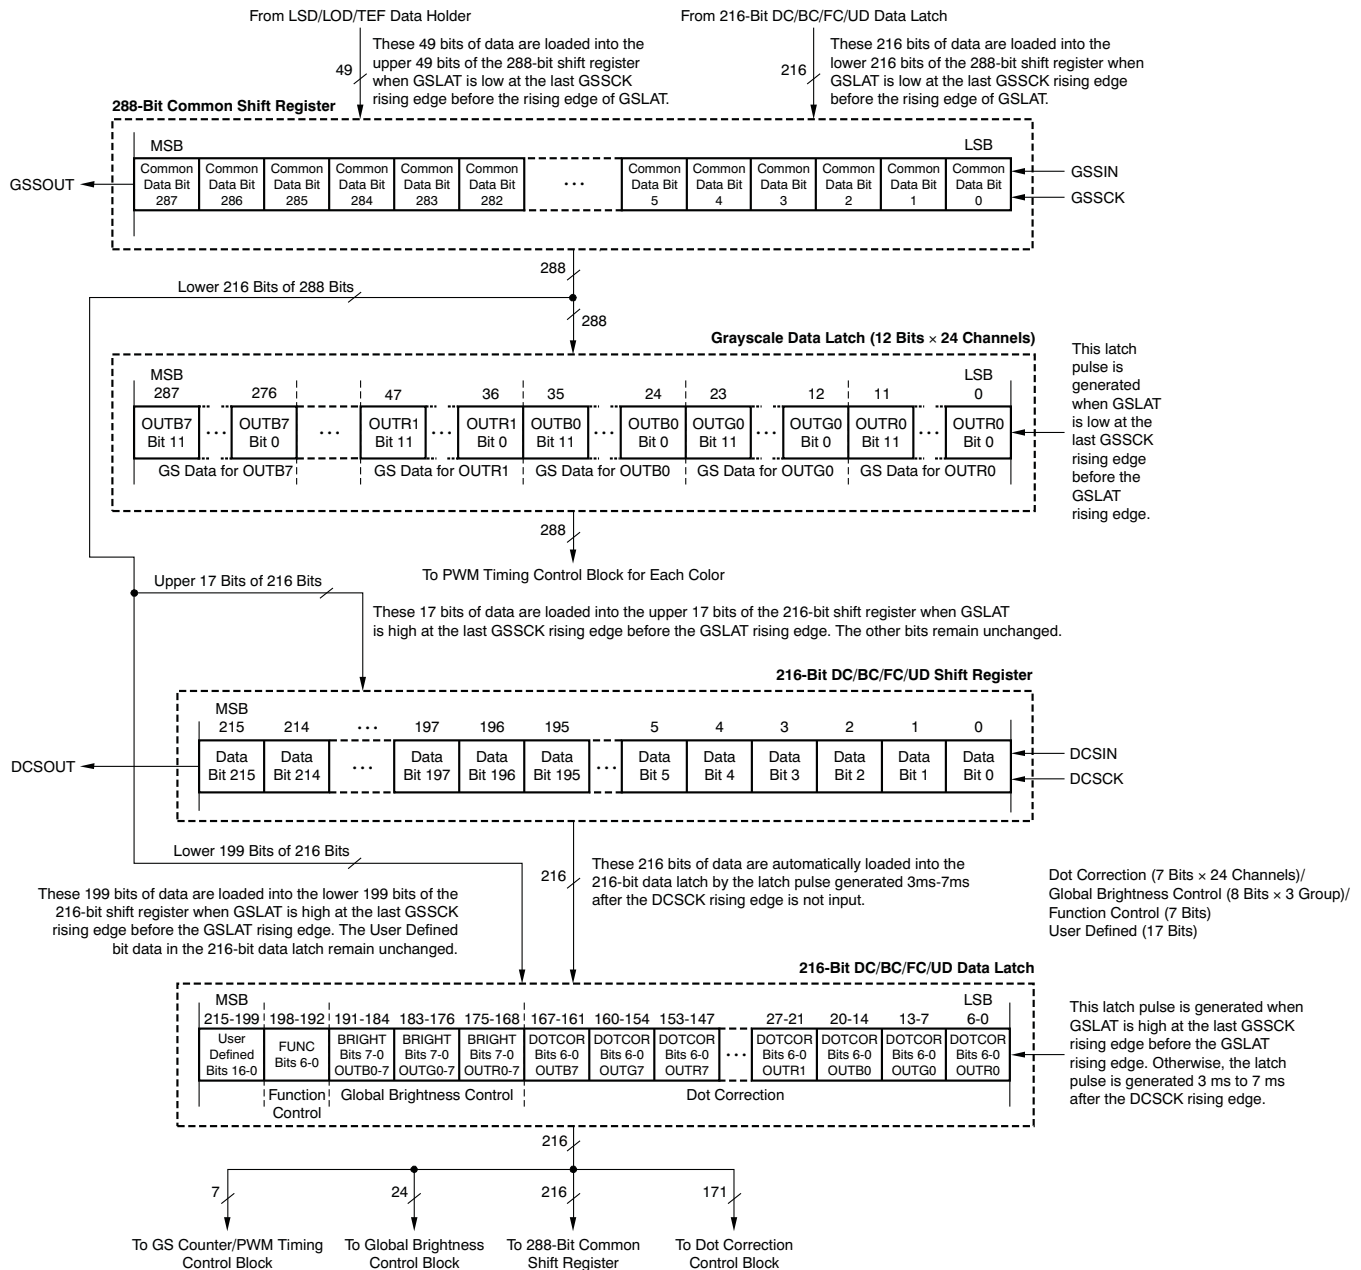 From LSD/LOD/TEF Data Holder
From 216-Bit DC/BC/FC/UD Data Latch
These 49 bits of data are loaded into the
upper 49 bits of the 288-bit shift register
when GSLAT is low at the last GSSCK
rising edge before the rising edge of GSLAT.
49
These 216 bits of data are loaded into the
lower 216 bits of the 288-bit shift register when
GSLAT is low at the last GSSCK rising edge
before the rising edge of GSLAT.
216
288-Bit Common Shift Register
MSB
LSB
GSSOUT
Common Data Bit 287
Common Data Bit 286
Common Data Bit 285
Common Data Bit 284
Common Data Bit 283
Common Data Bit 282
...
Common Data Bit 5
Common Data Bit 4
Common Data Bit 3
Common Data Bit 2
Common Data Bit 1
Common Data Bit 0
GSSIN
GSSCK
288
Lower 216 Bits of 288 Bits
288
Grayscale Data Latch (12 Bits × 24 Channels)
MSB
LSB
287 276 47 36 35 24 23 12 11 0
OUTB7 Bit 11
...
OUTB7 Bit 0
...
OUTR1 Bit 11
...
OUTR1 Bit 0
OUTB0 Bit 11
...
OUTB0 Bit 0
OUTG0 Bit 11
...
OUTG0 Bit 0
OUTR0 Bit 11
...
OUTR0 Bit 0
GS Data for OUTB7
GS Data for OUTR1
GS Data for OUTB0
GS Data for OUTG0
GS Data for OUTR0
This latch
pulse is
generated
when GSLAT
is low at the
last GSSCK
rising edge
before the
GSLAT
rising edge.
288
To PWM Timing Control Block for Each Color
Upper 17 Bits of 216 Bits
These 17 bits of data are loaded into the upper 17 bits of the 216-bit shift register when GSLAT
is high at the last GSSCK rising edge before the GSLAT rising edge. The other bits remain unchanged.
216-Bit DC/BC/FC/UD Shift Register
MSB
215 214 ... 197 196 195 5 4 3 2 1 0
DCSOUT
Data Bit 215
Data Bit 214
...
Data Bit 197
Data Bit 196
Data Bit 195
...
Data Bit 5
Data Bit 4
Data Bit 3
Data Bit 2
Data Bit 1
Data Bit 0
DCSIN
DCSCK
Lower 199 Bits of 216 Bits
These 199 bits of data are loaded into the lower 199 bits of the
216-bit shift register when GSLAT is high at the last GSSCK
rising edge before the GSLAT rising edge. The User Defined
bit data in the 216-bit data latch remain unchanged.
216
These 216 bits of data are automatically loaded into the
216-bit data latch by the latch pulse generated 3ms-7ms
after the DCSCK rising edge is not input.
Dot Correction (7 Bits × 24 Channels)/
Global Brightness Control (8 Bits × 3 Group)/
Function Control (7 Bits)
User Defined (17 Bits)
216-Bit DC/BC/FC/UD Data Latch
MSB
LSB
215-199 198-192 191-184 183-176 175-168 167-161 160-154 153-147 27-21 20-14 13-7 6-0
User Defined Bits 16-0
FUNC Bits 6-0
BRIGHT Bits 7-0 OUTB0-7
BRIGHT Bits 7-0 OUTG0-7
BRIGHT Bits 7-0 OUTR0-7
DOTCOR Bits 6-0 OUTB7
DOTCOR Bits 6-0 OUTG7
DOTCOR Bits 6-0 OUTR7
...
DOTCOR Bits 6-0 OUTR1
DOTCOR Bits 6-0 OUTB0
DOTCOR Bits 6-0 OUTG0
DOTCOR Bits 6-0 OUTR0
Function
Control
Global Brightness Control
Dot Correction
This latch pulse is generated when
GSLAT is high at the last GSSCK
rising edge before the GSLAT
rising edge. Otherwise, the latch
pulse is generated 3 ms to 7 ms
after the DCSCK rising edge.
216
7
24
216
171
To GS Counter/PWM Timing
Control Block
To Global Brightness
Control Block
To 288-Bit Common
Shift Register
To Dot Correction
Control Block